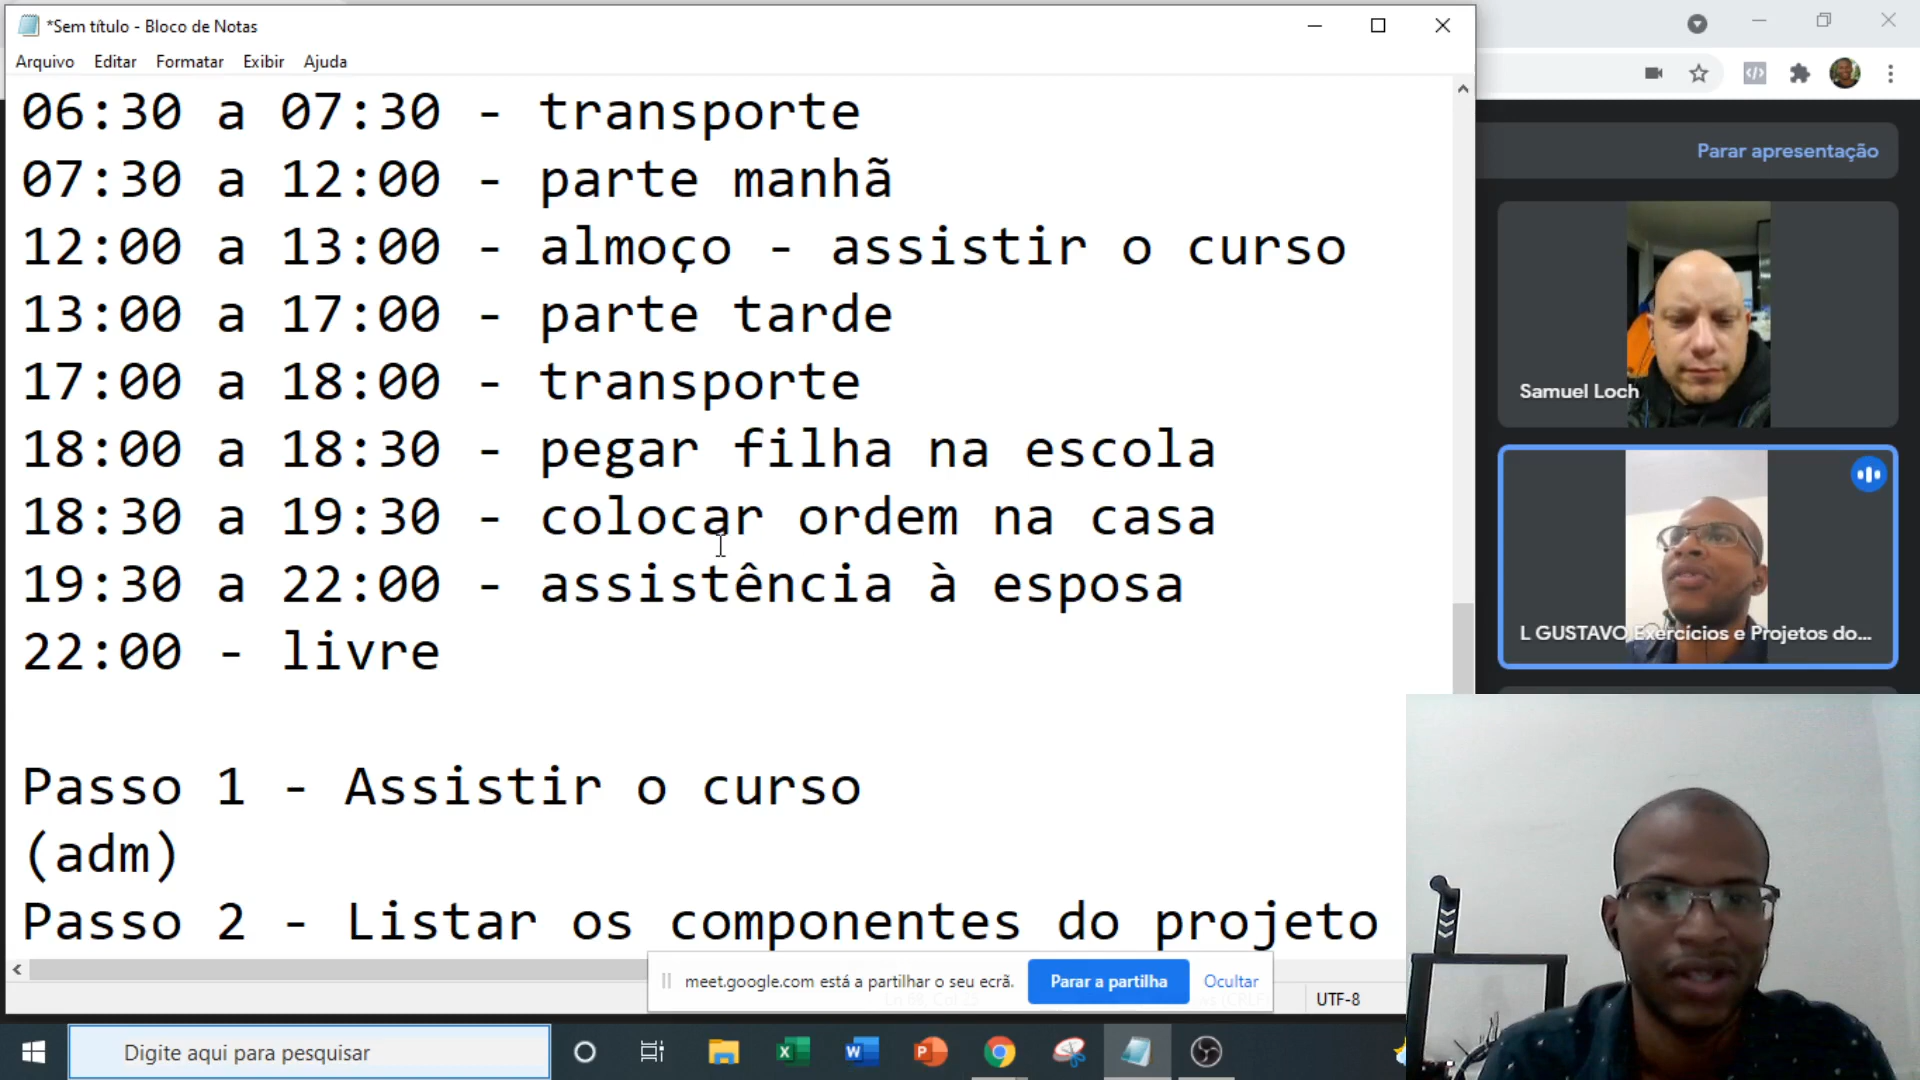 *Sem título - Bloco de Notas
Arquivo Editar Formatar Exibir Ajuda
06:30 a 07:30 - transporte
07:30 a 12:00 - parte manhã
12:00 a 13:00 - almoço - assistir o curso
13:00 a 17:00 - parte tarde
17:00 a 18:00 - transporte
18:00 a 18:30 - pegar filha na escola
18:30 a 19:30 - colocar ordem na casa
19:30 a 22:00 - assistência à esposa
22:00 - livre
Passo 1 - Assistir o curso
(adm)
Passo 2 - Listar os componentes do projeto
Parar apresentação
Samuel Loch
L GUSTAVO Exercícios e Projetos do...
meet.google.com está a partilhar o seu ecrã. Parar a partilha Ocultar
UTF-8
Digite aqui para pesquisar